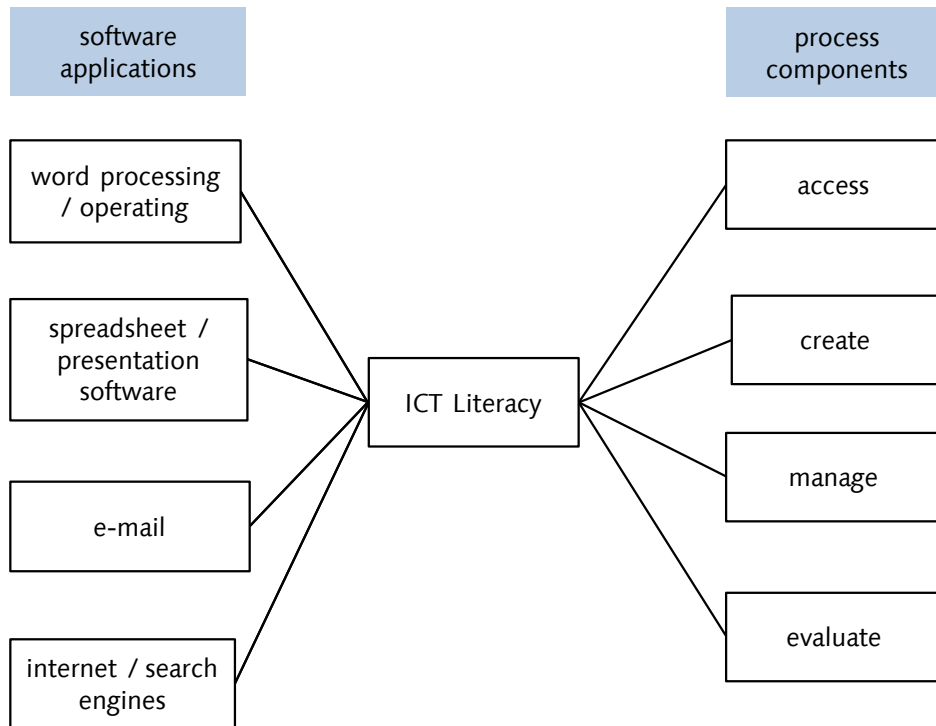 software
applications
word processing
/ operating
spreadsheet /
presentation
software
e-mail
internet / search
engines
ICT Literacy
process
components
access
create
manage
evaluate